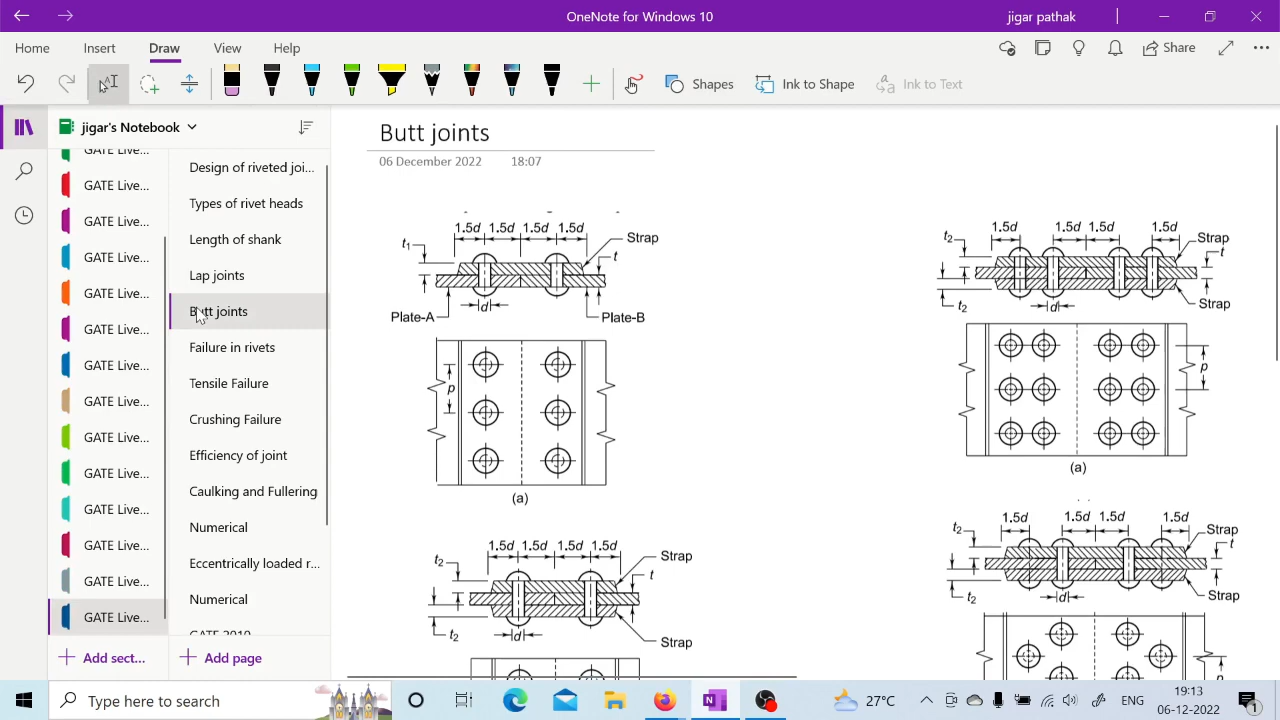 OneNote for Windows 10
jigar pathak
Home
Insert
Draw
View
Help
Share
Shapes
Ink to Shape
Ink to Text
jigar's Notebook
GATE Live...
GATE Live...
GATE Live...
GATE Live...
GATE Live...
GATE Live...
GATE Live...
GATE Live...
GATE Live...
GATE Live...
GATE Live...
GATE Live...
GATE Live...
GATE Live...
Add sect...
Design of riveted joi...
Types of rivet heads
Length of shank
Lap joints
Butt joints
Failure in rivets
Tensile Failure
Crushing Failure
Efficiency of joint
Caulking and Fullering
Numerical
Eccentrically loaded r...
Numerical
GATE 2010
Add page
Butt joints
06 December 2022 18:07
1.5d 1.5d 1.5d 1.5d
Strap
t1
t
d
Plate-A
Plate-B
p
(a)
1.5d 1.5d 1.5d 1.5d
Strap
t2
t
t2
d
Strap
1.5d 1.5d 1.5d 1.5d
t2
Strap
t
t2
d
Strap
p
(a)
1.5d 1.5d 1.5d 1.5d
t2
Strap
t
t2
d
Strap
p
Type here to search
27°C
ENG
19:13
06-12-2022
1